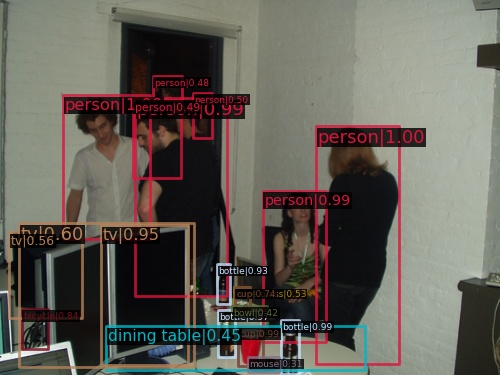 person|0.48
person|0.50
person|1.00
person|0.49
person|0.99
person|1.00
person|0.99
tv|0.60
tv|0.95
tv|0.56
bottle|0.93
cup|0.74
bowl|0.42
bottle|0.99
dining table|0.45
mouse|0.31